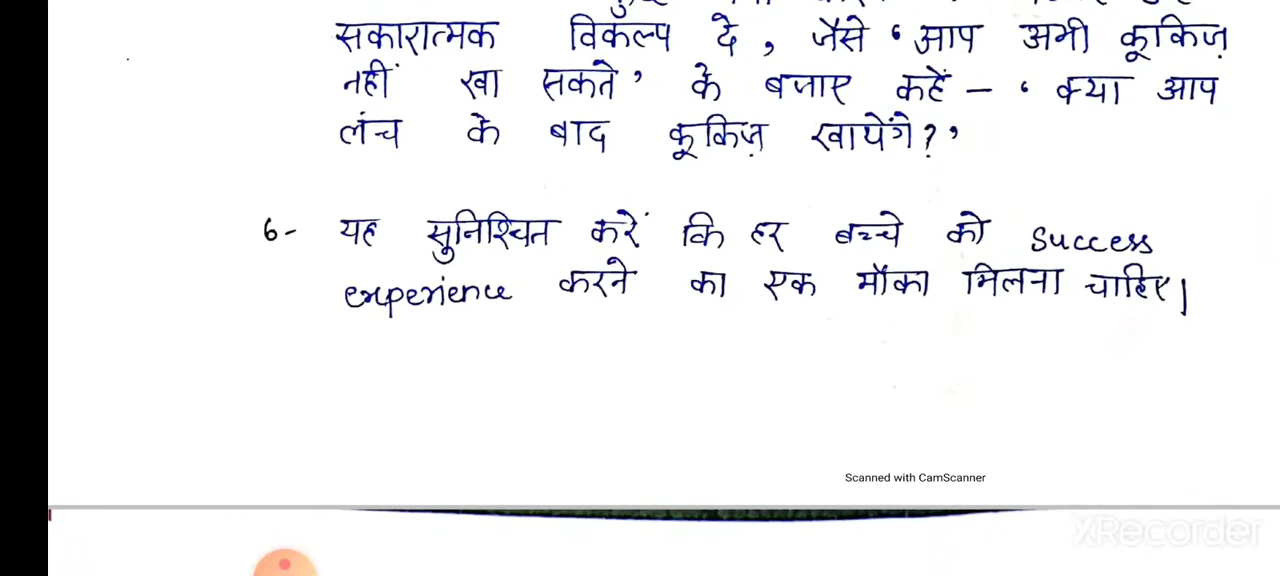 सकारात्मक विकल्प दे, जैसे ‘आप अभी कूकिज़
नहीं खा सकते’ के बजाए कहें – ‘क्या आप
लंच के बाद कूकिज़ खायेंगे?’
6- यह सुनिश्चित करें कि हर बच्चे को success
experience करने का एक मौका मिलना चाहिए।
Scanned with CamScanner
XRecorder